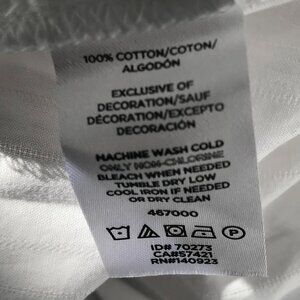 100% COTTON/COTON/
ALGODÓN
EXCLUSIVE OF
DECORATION/SAUF
DÉCORATION/EXCEPTO
DECORACIÓN
MACHINE WASH COLD
ONLY NON-CHLORINE
BLEACH WHEN NEEDED
TUMBLE DRY LOW
COOL IRON IF NEEDED
OR DRY CLEAN
467000
P
ID# 70273
CA#57421
RN#140923